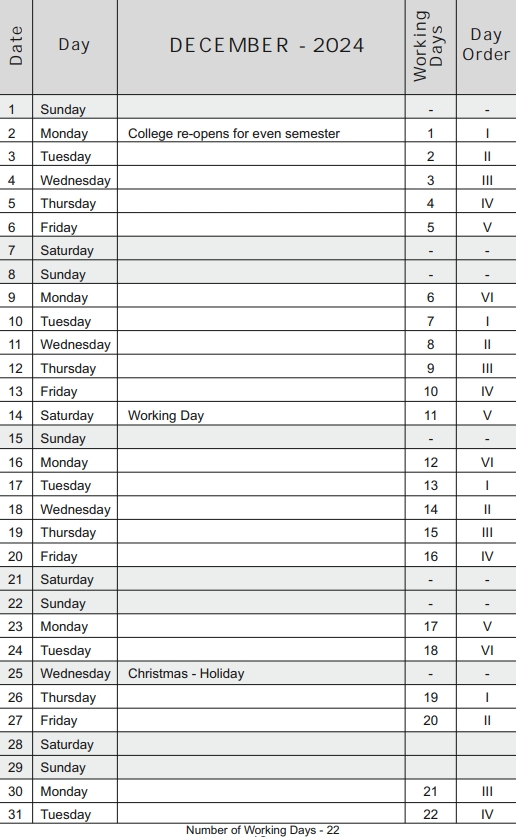 Date Day DECEMBER - 2024 Working Days Day Order
1 Sunday - -
2 Monday College re-opens for even semester 1 I
3 Tuesday 2 II
4 Wednesday 3 III
5 Thursday 4 IV
6 Friday 5 V
7 Saturday - -
8 Sunday - -
9 Monday 6 VI
10 Tuesday 7 I
11 Wednesday 8 II
12 Thursday 9 III
13 Friday 10 IV
14 Saturday Working Day 11 V
15 Sunday - -
16 Monday 12 VI
17 Tuesday 13 I
18 Wednesday 14 II
19 Thursday 15 III
20 Friday 16 IV
21 Saturday - -
22 Sunday - -
23 Monday 17 V
24 Tuesday 18 VI
25 Wednesday Christmas - Holiday - -
26 Thursday 19 I
27 Friday 20 II
28 Saturday
29 Sunday
30 Monday 21 III
31 Tuesday 22 IV
Number of Working Days - 22